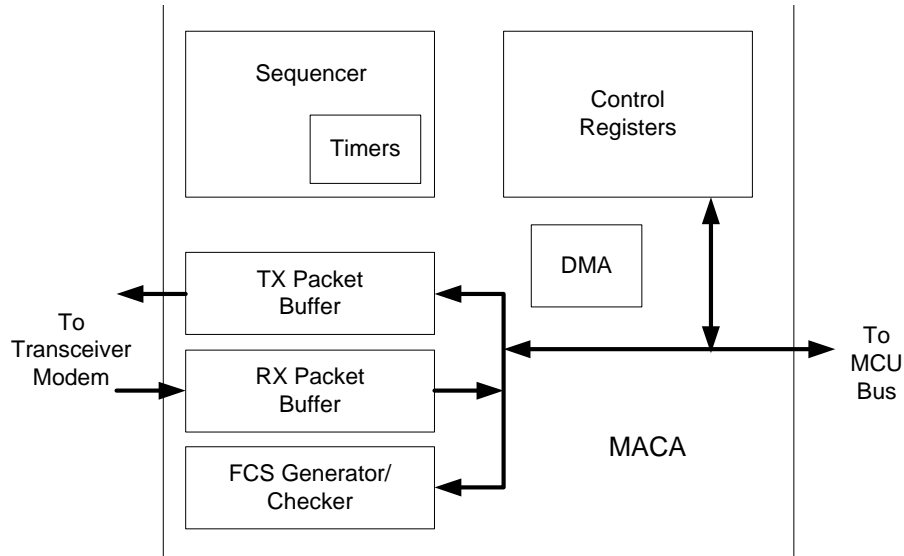 Sequencer
Timers
Control
Registers
DMA
TX Packet
Buffer
To
Transceiver
Modem
RX Packet
Buffer
To
MCU
Bus
FCS Generator/
Checker
MACA